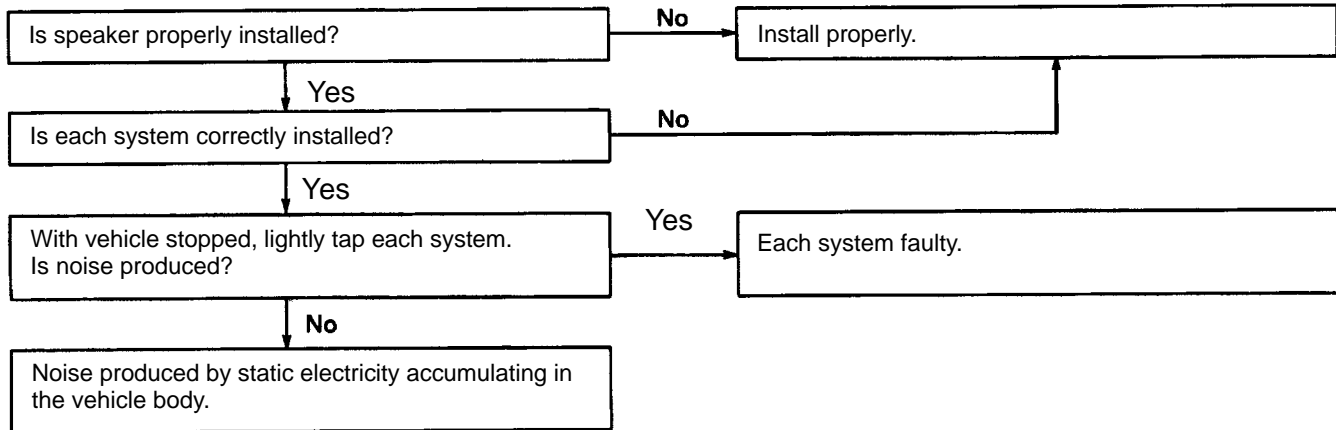 Is speaker properly installed?
No
Install properly.
Yes
Is each system correctly installed?
No
Yes
With vehicle stopped, lightly tap each system.
Is noise produced?
Yes
Each system faulty.
No
Noise produced by static electricity accumulating in
the vehicle body.